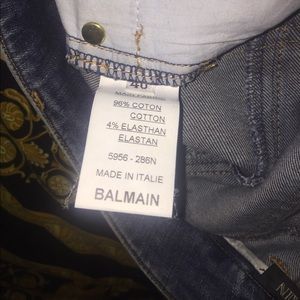 40
96% COTON
COTTON
4% ELASTHAN
ELASTAN
5956 - 286N
MADE IN ITALIE
BALMAIN